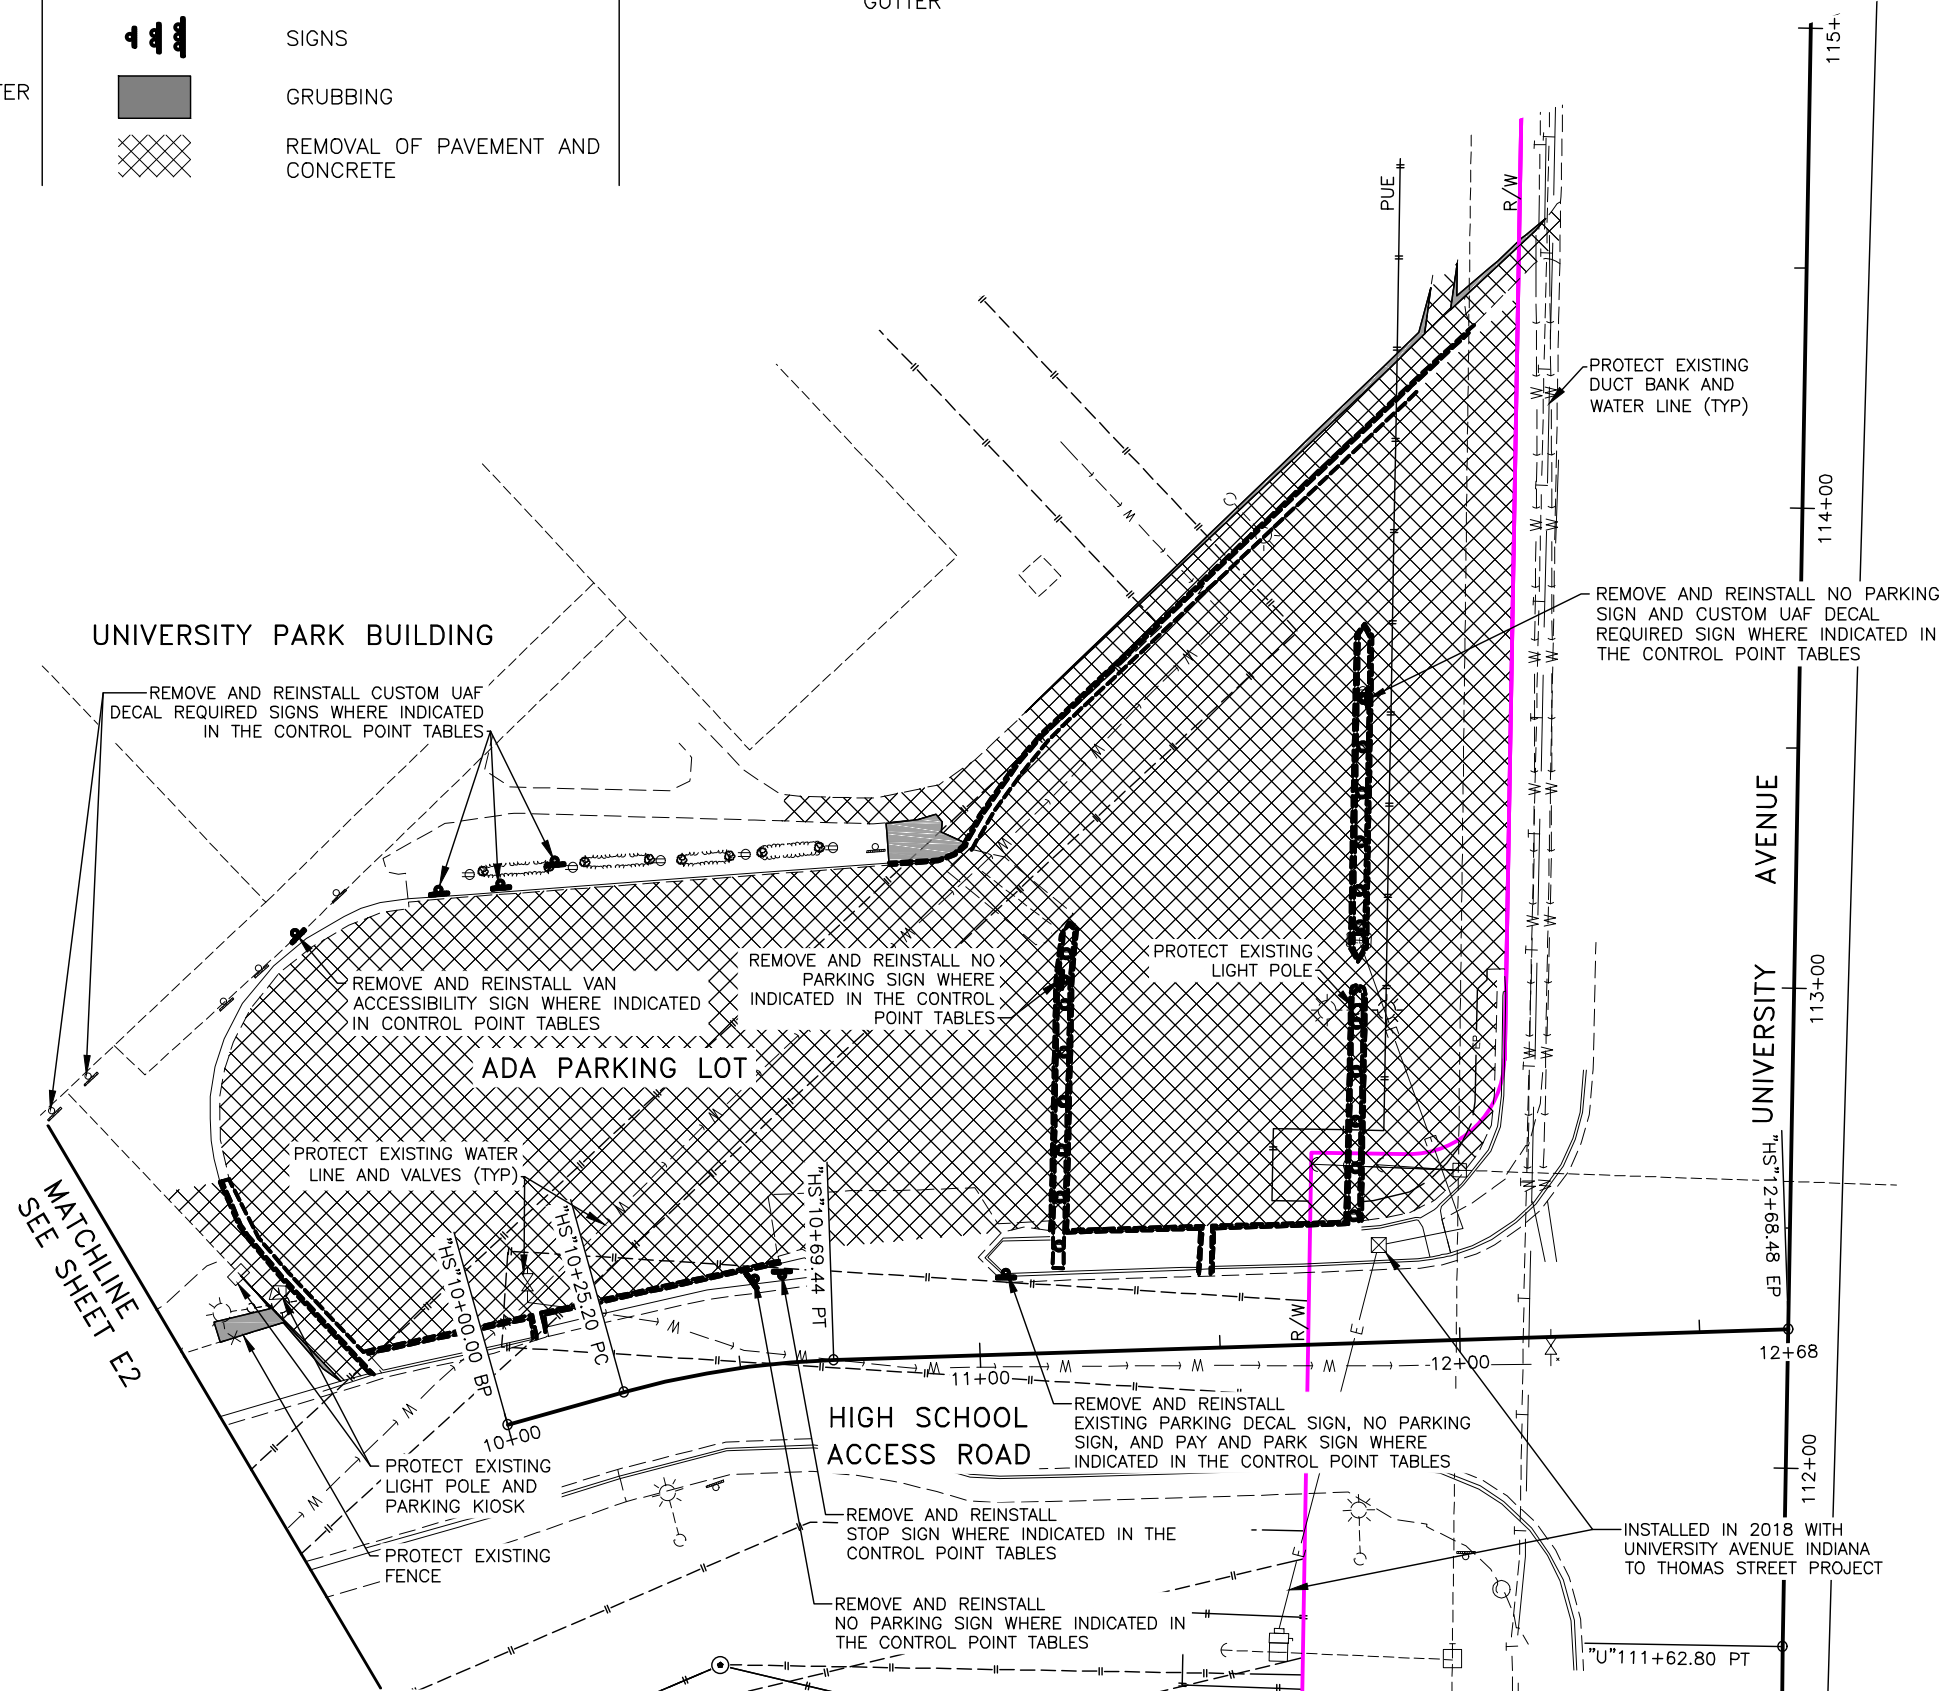 GUTTER
SIGNS
TER
GRUBBING
REMOVAL OF PAVEMENT AND
CONCRETE
115+
PUE
R/W
PROTECT EXISTING
DUCT BANK AND
WATER LINE (TYP)
114+00
REMOVE AND REINSTALL NO PARKING
SIGN AND CUSTOM UAF DECAL
REQUIRED SIGN WHERE INDICATED IN
THE CONTROL POINT TABLES
UNIVERSITY PARK BUILDING
REMOVE AND REINSTALL CUSTOM UAF
DECAL REQUIRED SIGNS WHERE INDICATED
IN THE CONTROL POINT TABLES
UNIVERSITY AVENUE
REMOVE AND REINSTALL NO
PARKING SIGN WHERE
INDICATED IN THE CONTROL
POINT TABLES
PROTECT EXISTING
LIGHT POLE
REMOVE AND REINSTALL VAN
ACCESSIBILITY SIGN WHERE INDICATED
IN CONTROL POINT TABLES
113+00
ADA PARKING LOT
PROTECT EXISTING WATER
LINE AND VALVES (TYP)
"HS"10+00.00 BP
"HS"10+25.20 PC
"HS"10+69.44 PT
"HS"12+68.48 EP
MATCHLINE
SEE SHEET E2
R/W
10+00
11+00
12+00
12+68
HIGH SCHOOL
ACCESS ROAD
REMOVE AND REINSTALL
EXISTING PARKING DECAL SIGN, NO PARKING
SIGN, AND PAY AND PARK SIGN WHERE
INDICATED IN THE CONTROL POINT TABLES
PROTECT EXISTING
LIGHT POLE AND
PARKING KIOSK
112+00
REMOVE AND REINSTALL
STOP SIGN WHERE INDICATED IN THE
CONTROL POINT TABLES
INSTALLED IN 2018 WITH
UNIVERSITY AVENUE INDIANA
TO THOMAS STREET PROJECT
PROTECT EXISTING
FENCE
REMOVE AND REINSTALL
NO PARKING SIGN WHERE INDICATED IN
THE CONTROL POINT TABLES
"U"111+62.80 PT